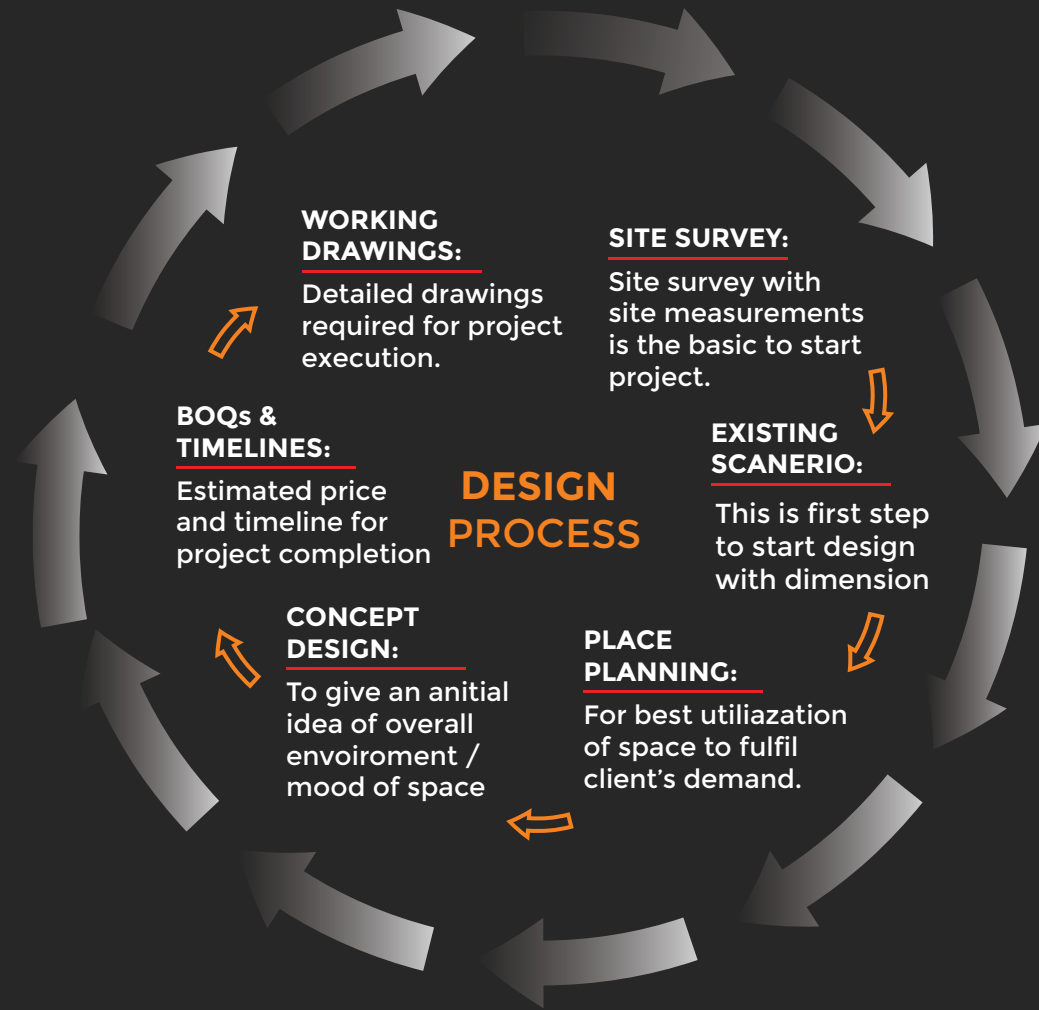 DESIGN
PROCESS
SITE SURVEY:
Site survey with
site measurements
is the basic to start
project.
EXISTING
SCANERIO:
This is first step
to start design
with dimension
PLACE
PLANNING:
For best utiliazation
of space to fulfil
client’s demand.
CONCEPT
DESIGN:
To give an anitial
idea of overall
envoiroment /
mood of space
BOQs &
TIMELINES:
Estimated price
and timeline for
project completion
WORKING
DRAWINGS:
Detailed drawings
required for project
execution.